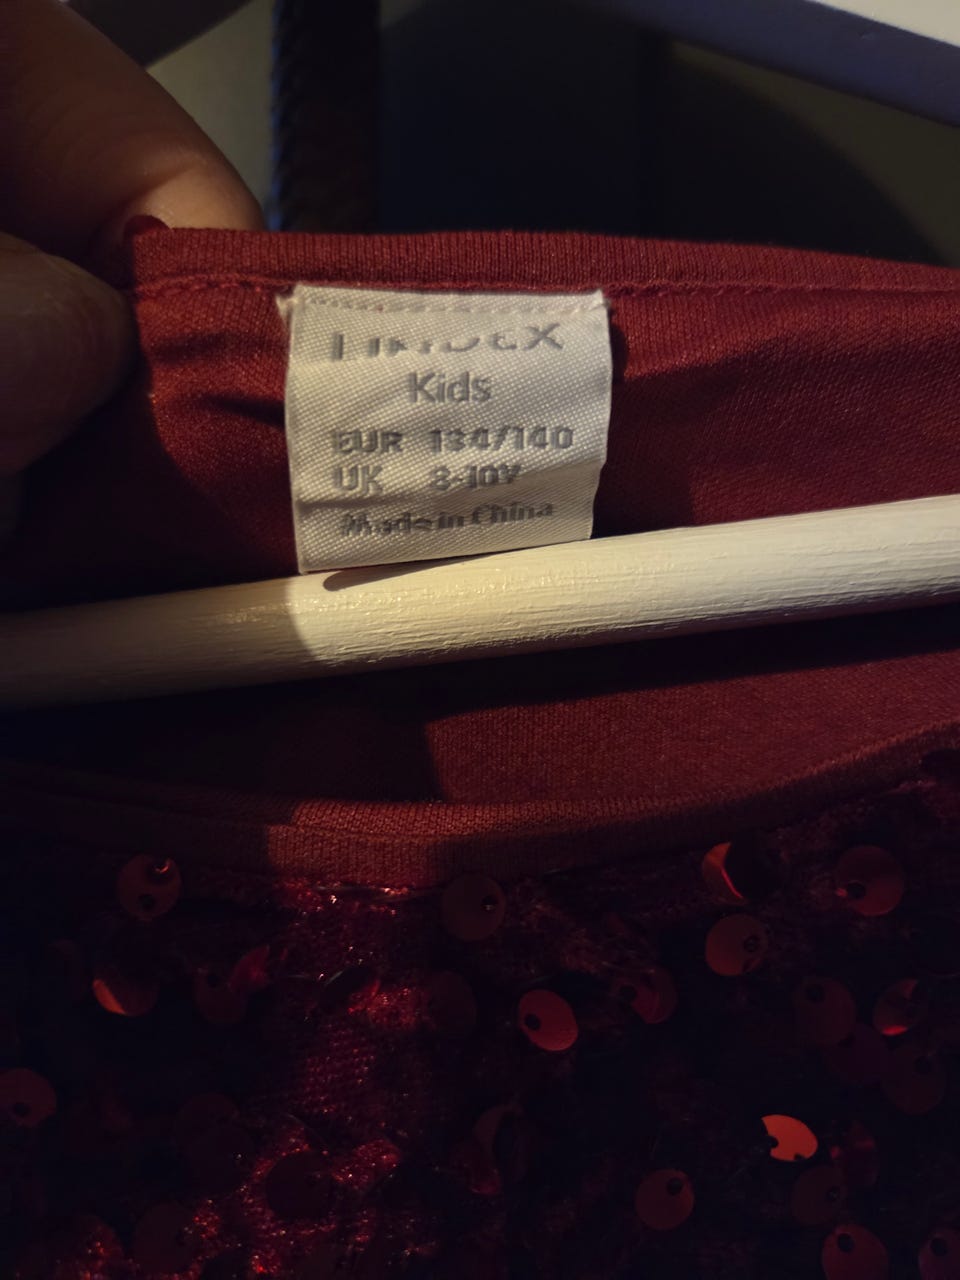 LINDEX
Kids
EUR 134/140
UK 8-10Y
Made in China